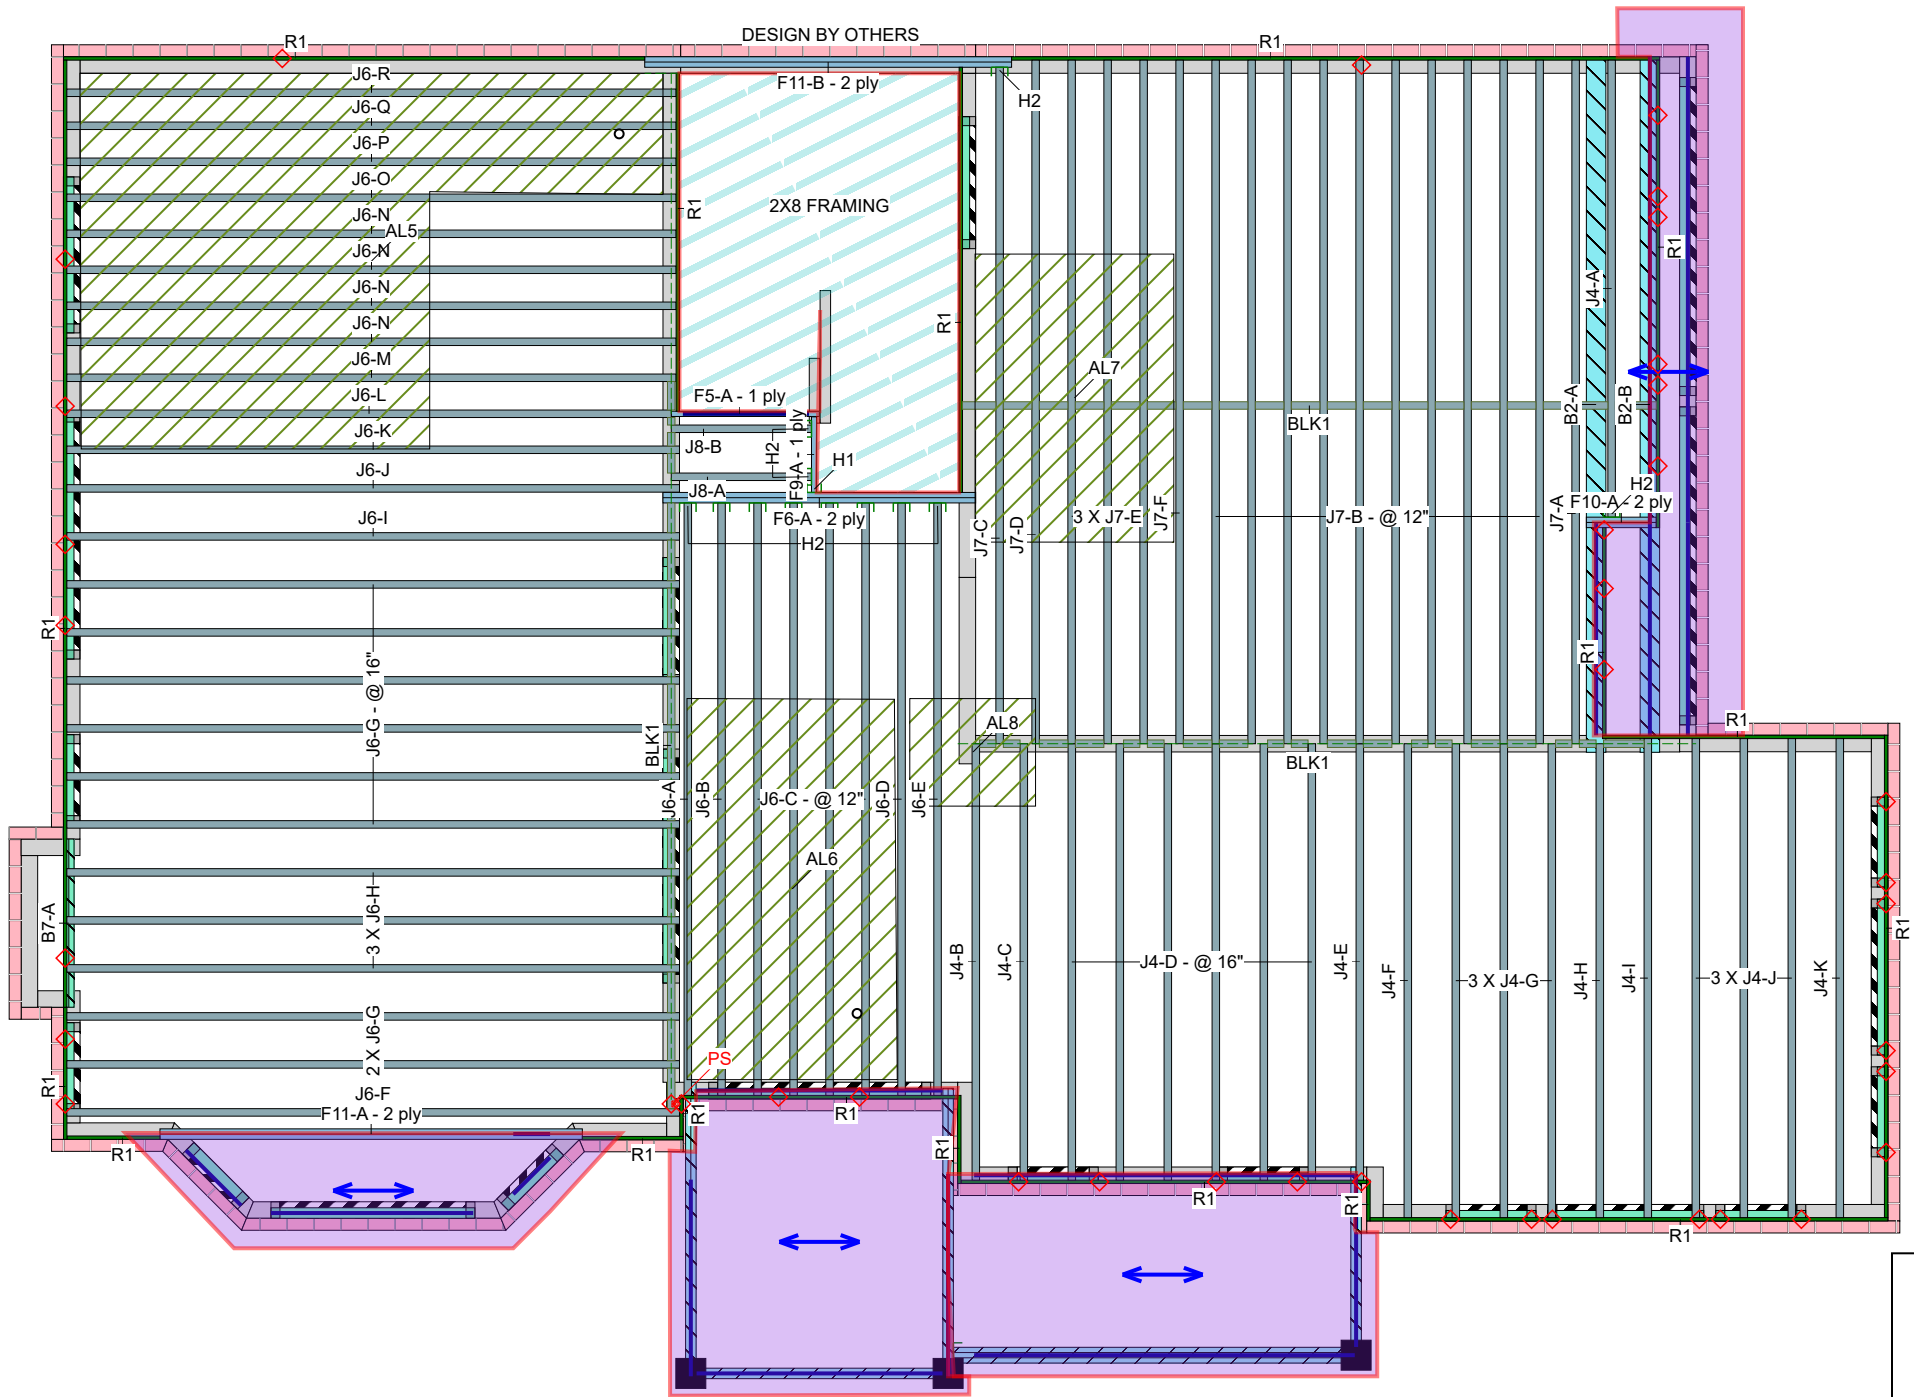 DESIGN BY OTHERS
R1
R1
J6-R
F11-B - 2 ply
H2
J6-Q
J6-P
J6-O
2X8 FRAMING
R1
J6-N
AL5
R1
J6-N
J6-N
J4-A
J6-N
R1
J6-M
AL7
J6-L
F5-A - 1 ply
B2-A
B2-B
BLK1
J6-K
J8-B
H2
F9-A - 1 ply
H1
J6-J
J8-A
H2
F10-A - 2 ply
J6-I
F6-A - 2 ply
H2
J7-C
J7-D
3 X J7-E
J7-F
J7-B - @ 12"
J7-A
R1
R1
J6-G - @ 16"
BLK1
AL8
R1
BLK1
J6-A
J6-B
J6-C - @ 12"
J6-D
J6-E
AL6
B7-A
3 X J6-H
J4-B
J4-C
J4-D - @ 16"
J4-E
J4-F
3 X J4-G
J4-H
J4-I
3 X J4-J
J4-K
R1
2 X J6-G
PS
R1
J6-F
F11-A - 2 ply
R1
R1
R1
R1
R1
R1
R1
R1